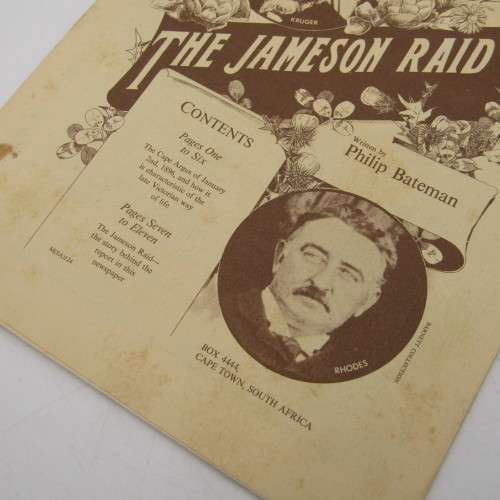 KRUGER
THE JAMESON RAID
CONTENTS
Pages One
to Six
The Cape Argus of January
2nd, 1896, and how it
is characteristic of the
late Victorian way
of life
Pages Seven
to Eleven
The Jameson Raid—
the story behind the
report in this
newspaper
Written by
Philip Bateman
RHODES
BARNETT COLLECTION
BOX 4444,
CAPE TOWN, SOUTH AFRICA